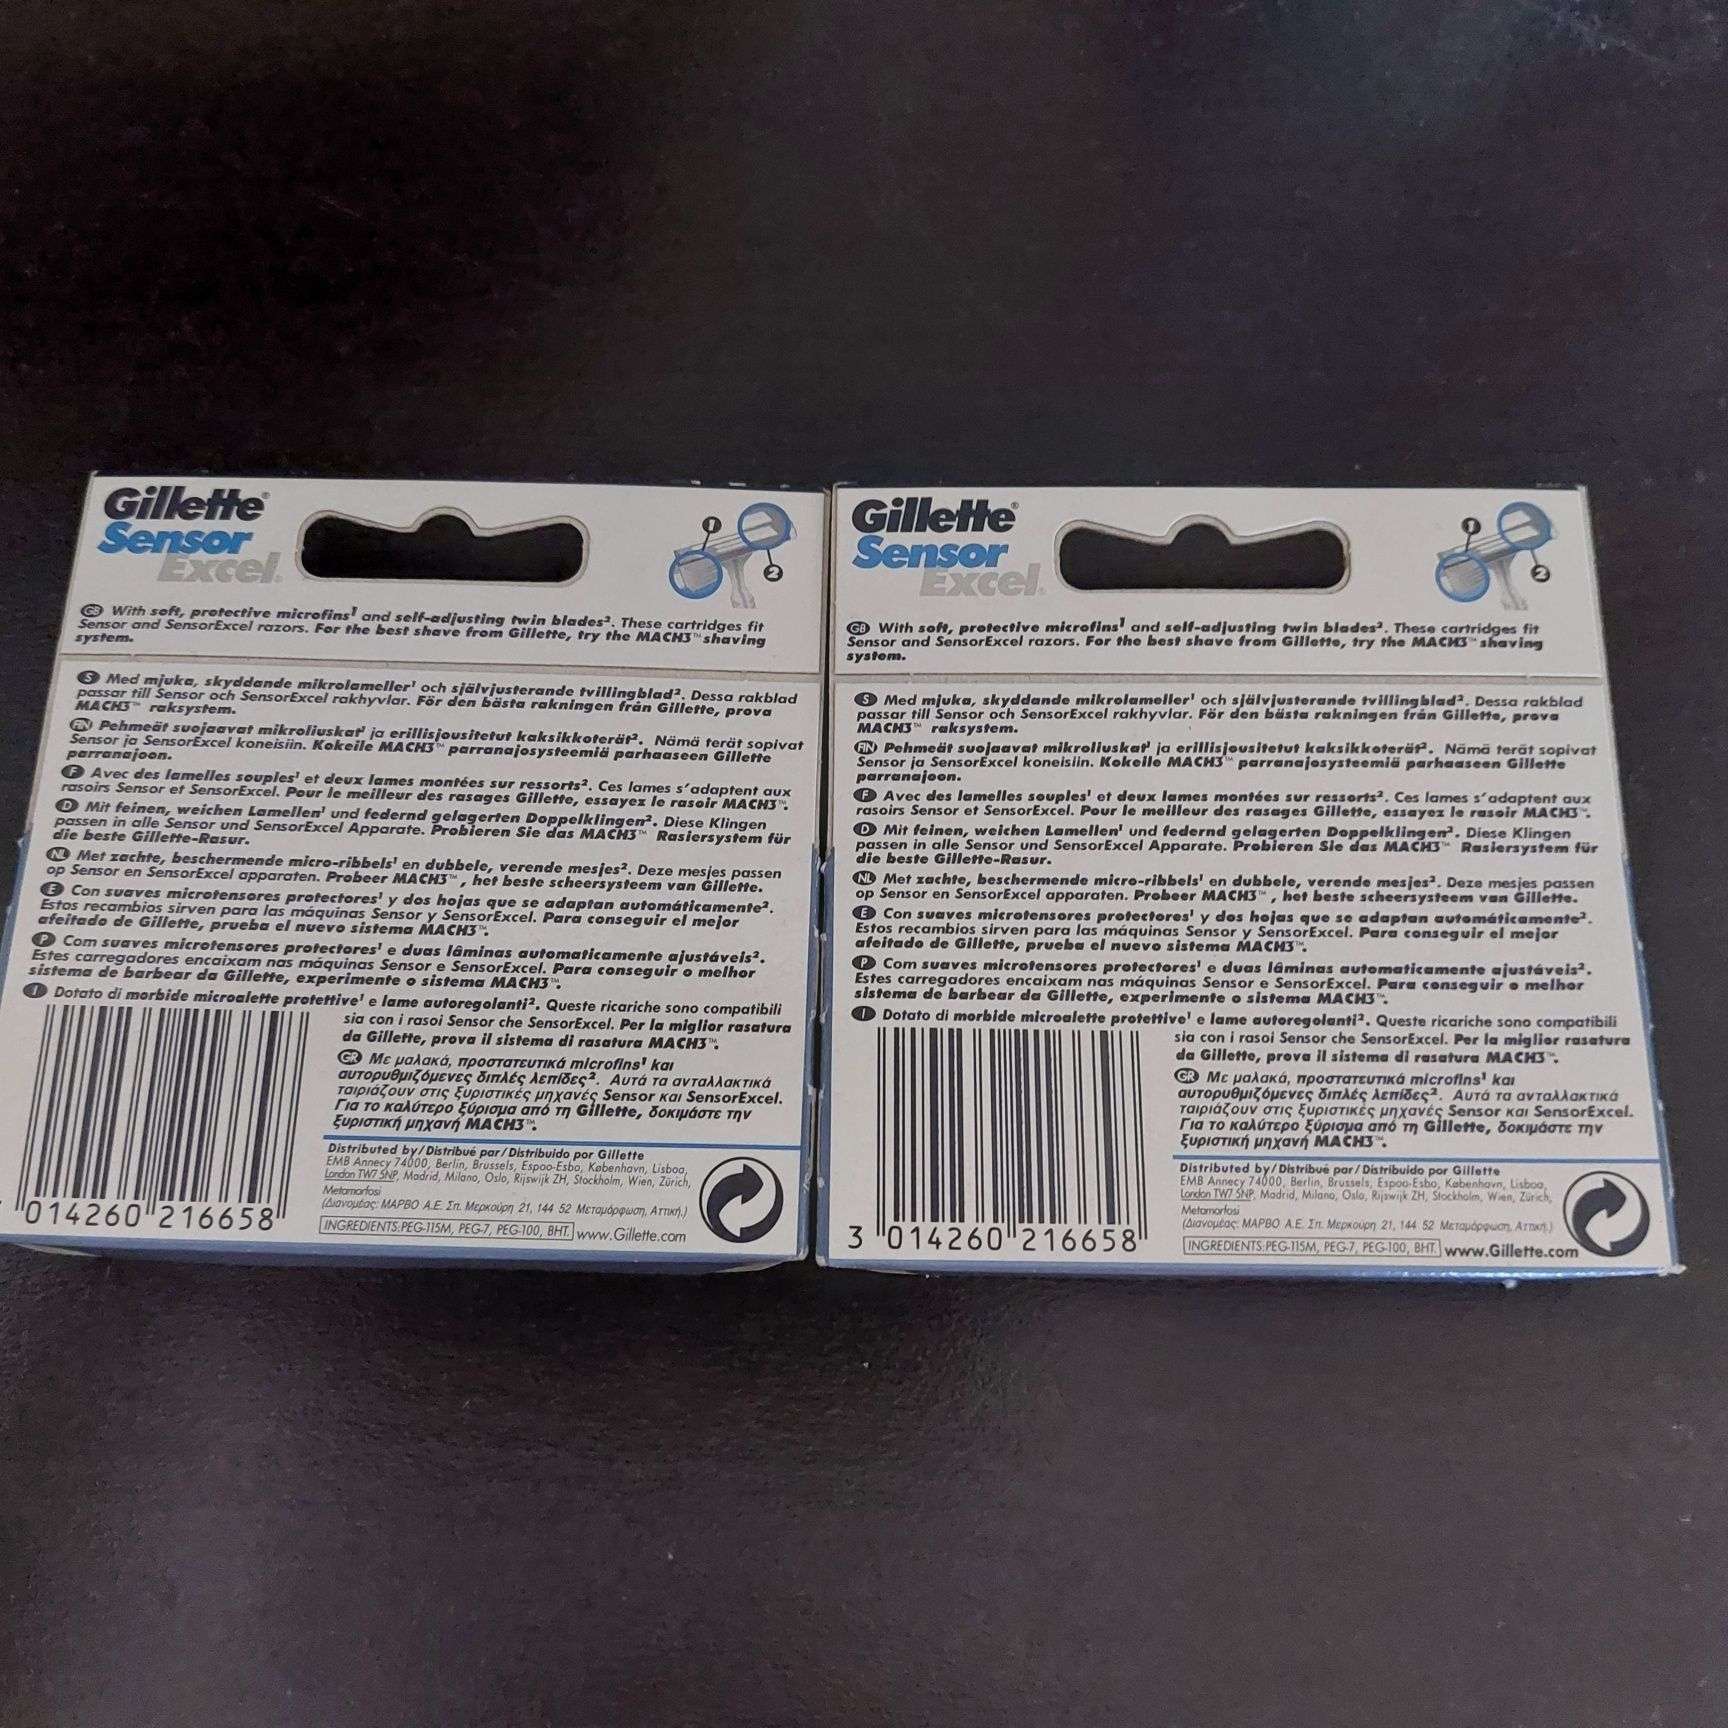 Gillette®
Sensor
Excel®
1
2
GB With soft, protective microfins¹ and self-adjusting twin blades². These cartridges fit
Sensor and SensorExcel razors. For the best shave from Gillette, try the MACH3™ shaving
system.
S Med mjuka, skyddande mikrolameller¹ och självjusterande tvillingblad². Dessa rakblad
passar till Sensor och SensorExcel rakhyvlar. För den bästa rakningen från Gillette, prova
MACH3™ raksystem.
FIN Pehmeät suojaavat mikroliuskat¹ ja erillisjousitetut kaksikkoterät². Nämä terät sopivat
Sensor ja SensorExcel koneisiin. Kokeile MACH3™ parranajosysteemiä parhaaseen Gillette
parranajoon.
F Avec des lamelles souples¹ et deux lames montées sur ressorts². Ces lames s'adaptent aux
rasoirs Sensor et SensorExcel. Pour le meilleur des rasages Gillette, essayez le rasoir MACH3™.
D Mit feinen, weichen Lamellen¹ und federnd gelagerten Doppelklingen². Diese Klingen
passen in alle Sensor und SensorExcel Apparate. Probieren Sie das MACH3™ Rasiersystem für
die beste Gillette-Rasur.
NL Met zachte, beschermende micro-ribbels¹ en dubbele, verende mesjes². Deze mesjes passen
op Sensor en SensorExcel apparaten. Probeer MACH3™, het beste scheersysteem van Gillette.
E Con suaves microtensores protectores¹ y dos hojas que se adaptan automáticamente².
Estos recambios sirven para las máquinas Sensor y SensorExcel. Para conseguir el mejor
afeitado de Gillette, prueba el nuevo sistema MACH3™.
P Com suaves microtensores protectores¹ e duas lâminas automaticamente ajustáveis².
Estes carregadores encaixam nas máquinas Sensor e SensorExcel. Para conseguir o melhor
sistema de barbear da Gillette, experimente o sistema MACH3™.
I Dotato di morbide microalette protettive¹ e lame autoregolanti². Queste ricariche sono compatibili
sia con i rasoi Sensor che SensorExcel. Per la miglior rasatura
da Gillette, prova il sistema di rasatura MACH3™.
GR Με μαλακά, προστατευτικά microfins¹ και
αυτορυθμιζόμενες διπλές λεπίδες². Αυτά τα ανταλλακτικά
ταιριάζουν στις ξυριστικές μηχανές Sensor και SensorExcel.
Για το καλύτερο ξύρισμα από τη Gillette, δοκιμάστε την
ξυριστική μηχανή MACH3™.
Distributed by/Distribué par/Distribuido por Gillette
EMB Annecy 74000, Berlin, Brussels, Espoo-Esbo, København, Lisboa,
London TW7 5NP, Madrid, Milano, Oslo, Rijswijk ZH, Stockholm, Wien, Zürich,
Metamorfosi
(Διανομέας: ΜΑΡΒΟ Α.Ε. Σπ. Μερκούρη 21, 144 52 Μεταμόρφωση, Αττική.)
INGREDIENTS:PEG-115M, PEG-7, PEG-100, BHT. www.Gillette.com
014260 216658
Gillette®
Sensor
Excel®
1
2
GB With soft, protective microfins¹ and self-adjusting twin blades². These cartridges fit
Sensor and SensorExcel razors. For the best shave from Gillette, try the MACH3™ shaving
system.
S Med mjuka, skyddande mikrolameller¹ och självjusterande tvillingblad². Dessa rakblad
passar till Sensor och SensorExcel rakhyvlar. För den bästa rakningen från Gillette, prova
MACH3™ raksystem.
FIN Pehmeät suojaavat mikroliuskat¹ ja erillisjousitetut kaksikkoterät². Nämä terät sopivat
Sensor ja SensorExcel koneisiin. Kokeile MACH3™ parranajosysteemiä parhaaseen Gillette
parranajoon.
F Avec des lamelles souples¹ et deux lames montées sur ressorts². Ces lames s'adaptent aux
rasoirs Sensor et SensorExcel. Pour le meilleur des rasages Gillette, essayez le rasoir MACH3™.
D Mit feinen, weichen Lamellen¹ und federnd gelagerten Doppelklingen². Diese Klingen
passen in alle Sensor und SensorExcel Apparate. Probieren Sie das MACH3™ Rasiersystem für
die beste Gillette-Rasur.
NL Met zachte, beschermende micro-ribbels¹ en dubbele, verende mesjes². Deze mesjes passen
op Sensor en SensorExcel apparaten. Probeer MACH3™, het beste scheersysteem van Gillette.
E Con suaves microtensores protectores¹ y dos hojas que se adaptan automáticamente².
Estos recambios sirven para las máquinas Sensor y SensorExcel. Para conseguir el mejor
afeitado de Gillette, prueba el nuevo sistema MACH3™.
P Com suaves microtensores protectores¹ e duas lâminas automaticamente ajustáveis².
Estes carregadores encaixam nas máquinas Sensor e SensorExcel. Para conseguir o melhor
sistema de barbear da Gillette, experimente o sistema MACH3™.
I Dotato di morbide microalette protettive¹ e lame autoregolanti². Queste ricariche sono compatibili
sia con i rasoi Sensor che SensorExcel. Per la miglior rasatura
da Gillette, prova il sistema di rasatura MACH3™.
GR Με μαλακά, προστατευτικά microfins¹ και
αυτορυθμιζόμενες διπλές λεπίδες². Αυτά τα ανταλλακτικά
ταιριάζουν στις ξυριστικές μηχανές Sensor και SensorExcel.
Για το καλύτερο ξύρισμα από τη Gillette, δοκιμάστε την
ξυριστική μηχανή MACH3™.
Distributed by/Distribué par/Distribuido por Gillette
EMB Annecy 74000, Berlin, Brussels, Espoo-Esbo, København, Lisboa,
London TW7 5NP, Madrid, Milano, Oslo, Rijswijk ZH, Stockholm, Wien, Zürich,
Metamorfosi
(Διανομέας: ΜΑΡΒΟ Α.Ε. Σπ. Μερκούρη 21, 144 52 Μεταμόρφωση, Αττική.)
INGREDIENTS:PEG-115M, PEG-7, PEG-100, BHT. www.Gillette.com
3 014260 216658